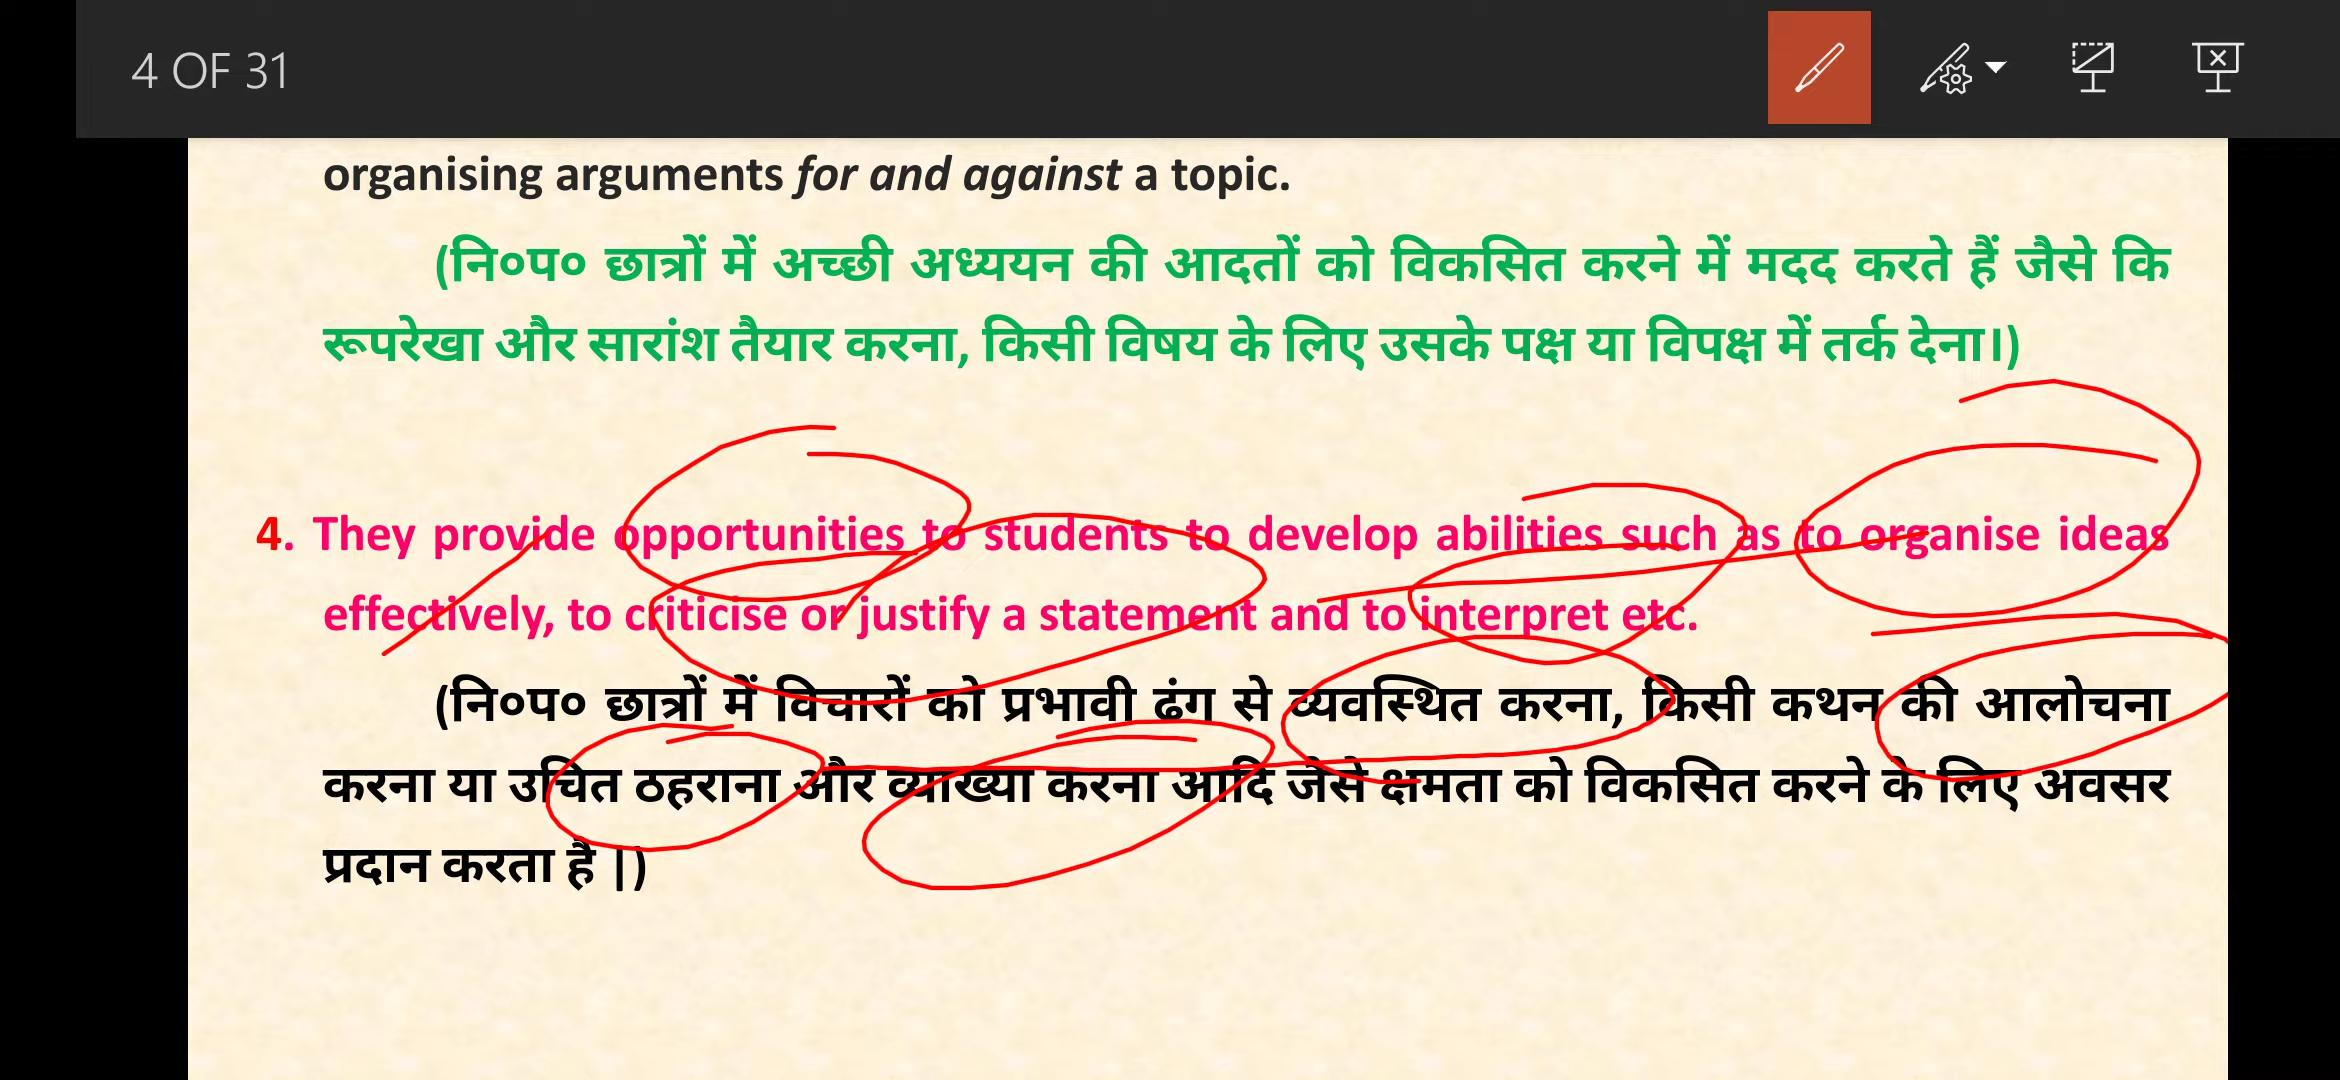 4 OF 31
organising arguments for and against a topic.
(नि०प० छात्रों में अच्छी अध्ययन की आदतों को विकसित करने में मदद करते हैं जैसे कि
रूपरेखा और सारांश तैयार करना, किसी विषय के लिए उसके पक्ष या विपक्ष में तर्क देना।)
4. They provide opportunities to students to develop abilities such as to organise ideas
effectively, to criticise or justify a statement and to interpret etc.
(नि०प० छात्रों में विचारों को प्रभावी ढंग से व्यवस्थित करना, किसी कथन की आलोचना
करना या उचित ठहराना और व्याख्या करना आदि जैसे क्षमता को विकसित करने के लिए अवसर
प्रदान करता है |)